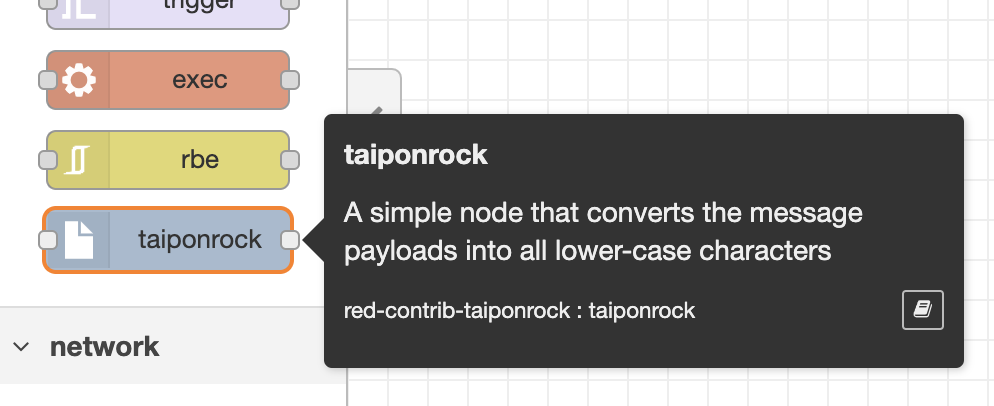 trigger
exec
rbe
taiponrock
taiponrock
A simple node that converts the message
payloads into all lower-case characters
red-contrib-taiponrock : taiponrock
network